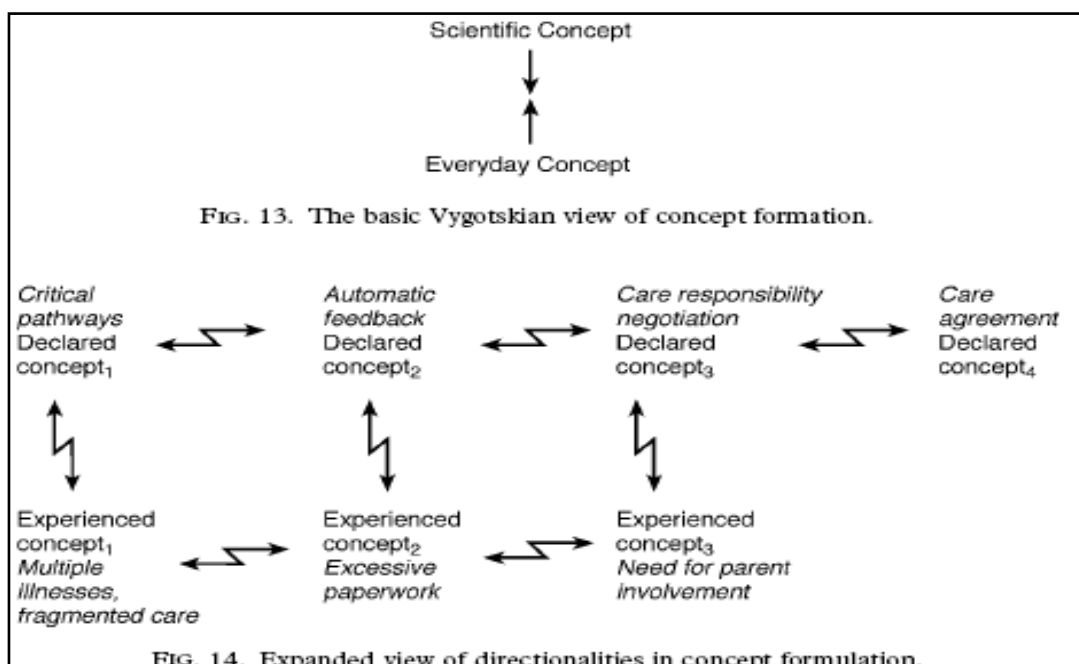 Scientific Concept
Everyday Concept
FIG. 13. The basic Vygotskian view of concept formation.
Critical pathways
Declared concept₁
Automatic feedback
Declared concept₂
Care responsibility negotiation
Declared concept₃
Care agreement
Declared concept₄
Experienced concept₁
Multiple illnesses, fragmented care
Experienced concept₂
Excessive paperwork
Experienced concept₃
Need for parent involvement
FIG. 14. Expanded view of directionalities in concept formulation.